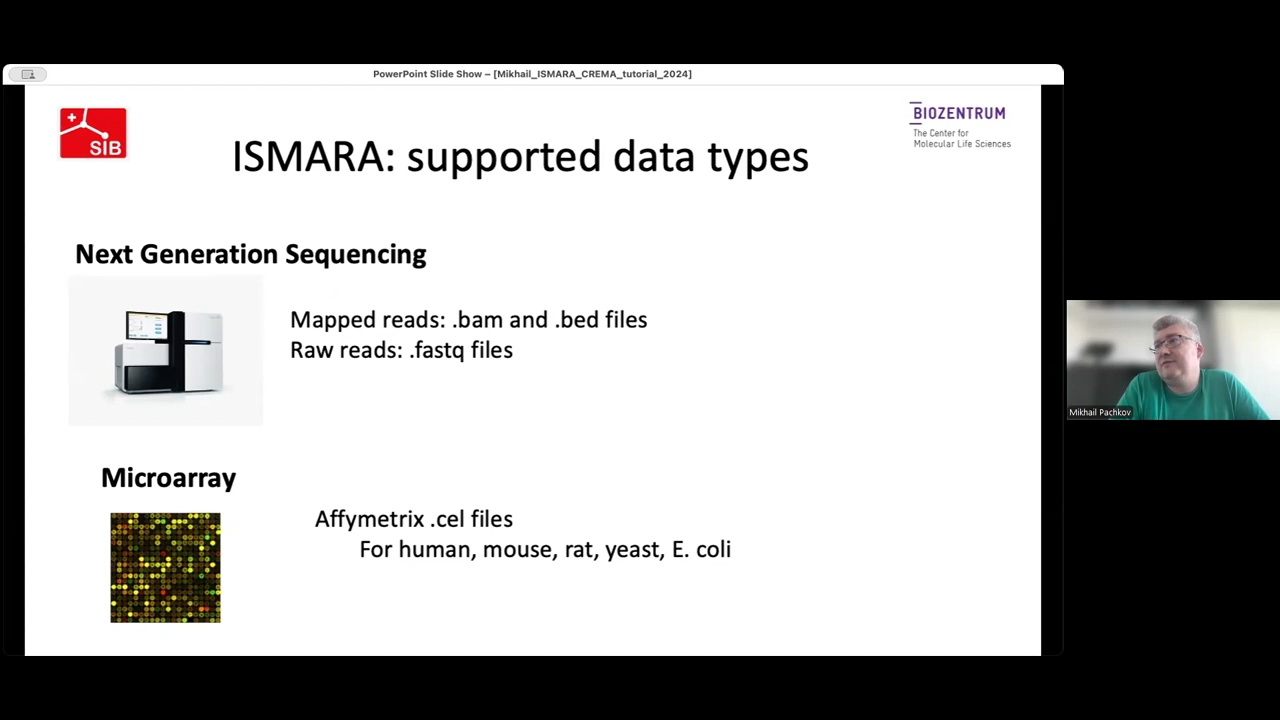 PowerPoint Slide Show – [Mikhail_ISMARA_CREMA_tutorial_2024]
SIB
BIOZENTRUM
The Center for
Molecular Life Sciences
ISMARA: supported data types
Next Generation Sequencing
Mapped reads: .bam and .bed files
Raw reads: .fastq files
Mikhail Pachkov
Microarray
Affymetrix .cel files
For human, mouse, rat, yeast, E. coli